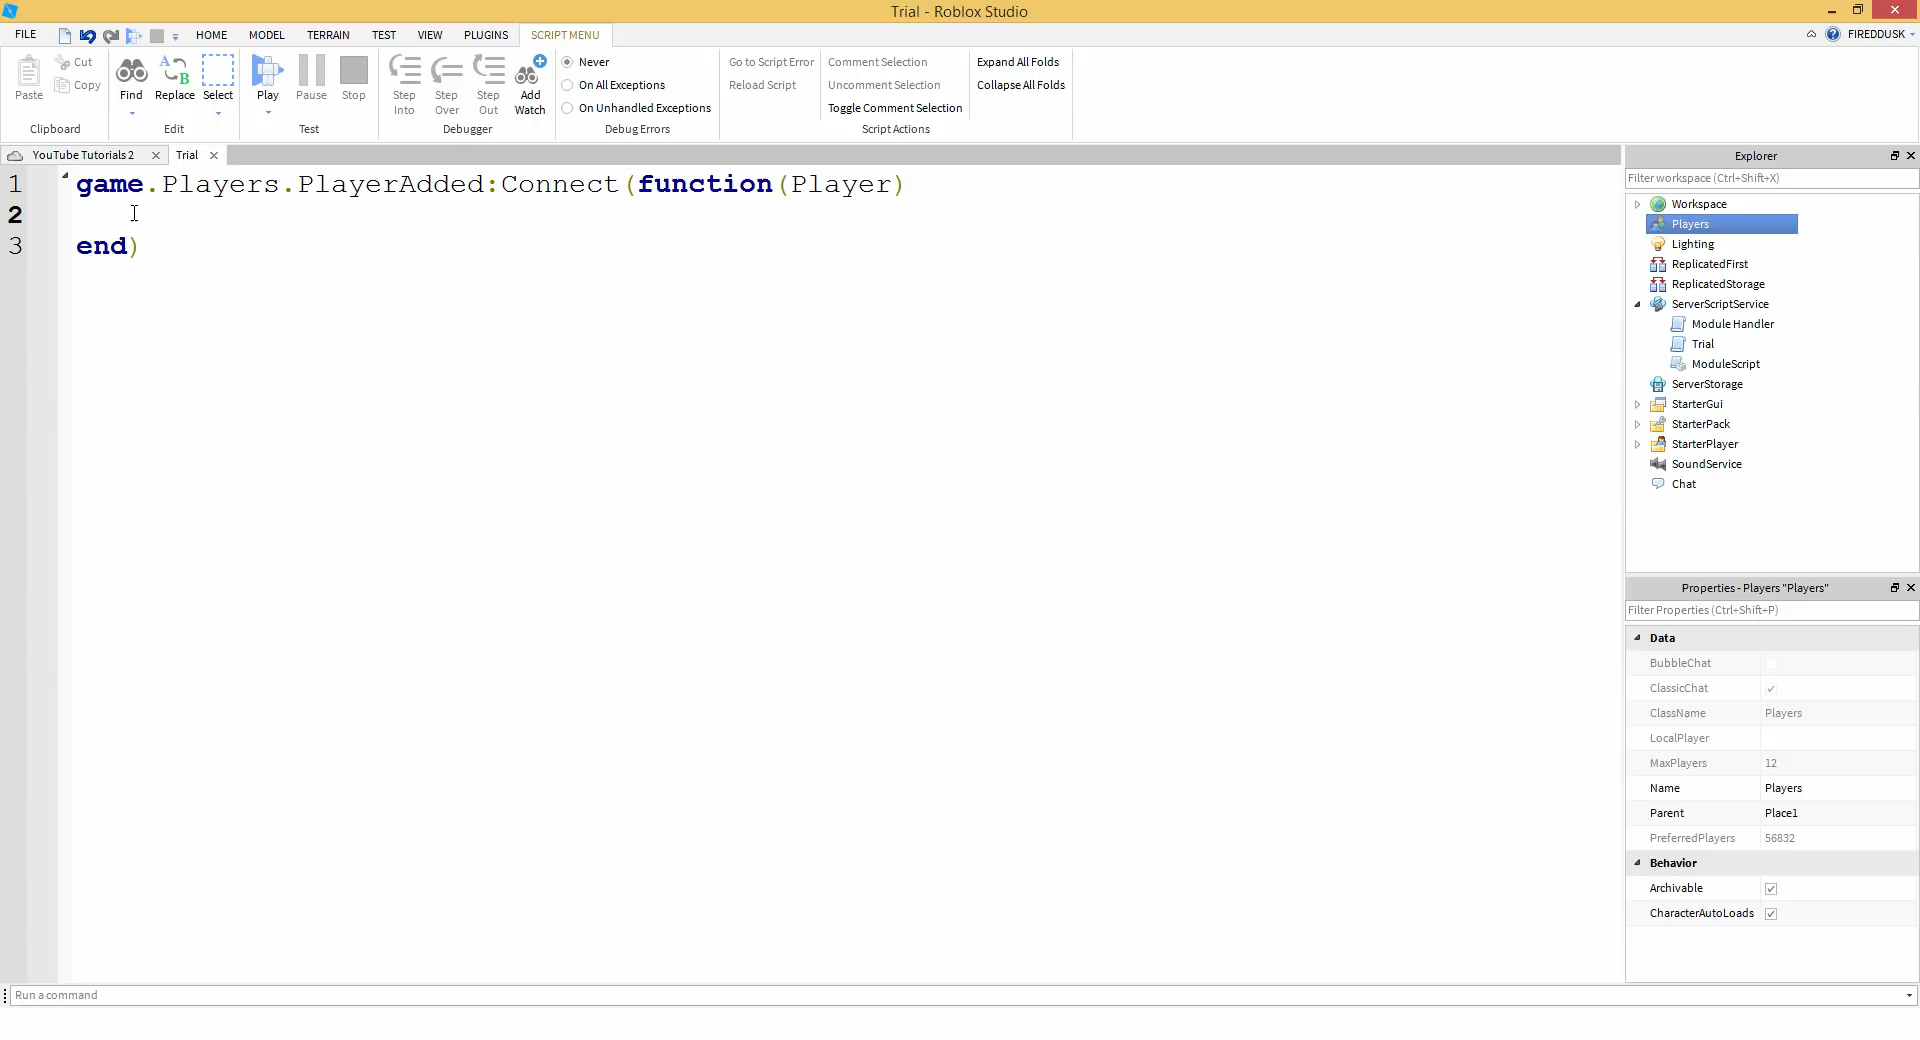 Trial - Roblox Studio
FILE HOME MODEL TERRAIN TEST VIEW PLUGINS SCRIPT MENU FIREDDUSK
Paste Cut Copy Clipboard
Find Replace Select Edit
Play Pause Stop Test
Step Into Step Over Step Out Add Watch Debugger
Never
On All Exceptions
On Unhandled Exceptions
Debug Errors
Go to Script Error
Reload Script
Comment Selection
Uncomment Selection
Toggle Comment Selection
Script Actions
Expand All Folds
Collapse All Folds
YouTube Tutorials 2 Trial
1 game.Players.PlayerAdded:Connect(function(Player)
2
3 end)
Explorer
Filter workspace (Ctrl+Shift+X)
Workspace
Players
Lighting
ReplicatedFirst
ReplicatedStorage
ServerScriptService
Module Handler
Trial
ModuleScript
ServerStorage
StarterGui
StarterPack
StarterPlayer
SoundService
Chat
Properties - Players "Players"
Filter Properties (Ctrl+Shift+P)
Data
BubbleChat
ClassicChat
ClassName Players
LocalPlayer
MaxPlayers 12
Name Players
Parent Place1
PreferredPlayers 56832
Behavior
Archivable
CharacterAutoLoads
Run a command